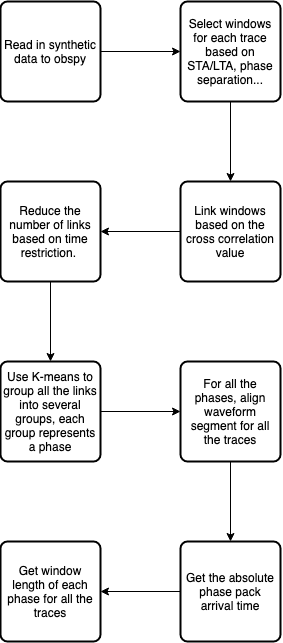 Read in synthetic
data to obspy
Select windows
for each trace
based on
STA/LTA, phase
separation...
Link windows
based on the
cross correlation
value
Reduce the
number of links
based on time
restriction.
Use K-means to
group all the links
into several
groups, each
group represents
a phase
For all the
phases, align
waveform
segment for all
the traces
Get the absolute
phase pack
arrival time
Get window
length of each
phase for all the
traces